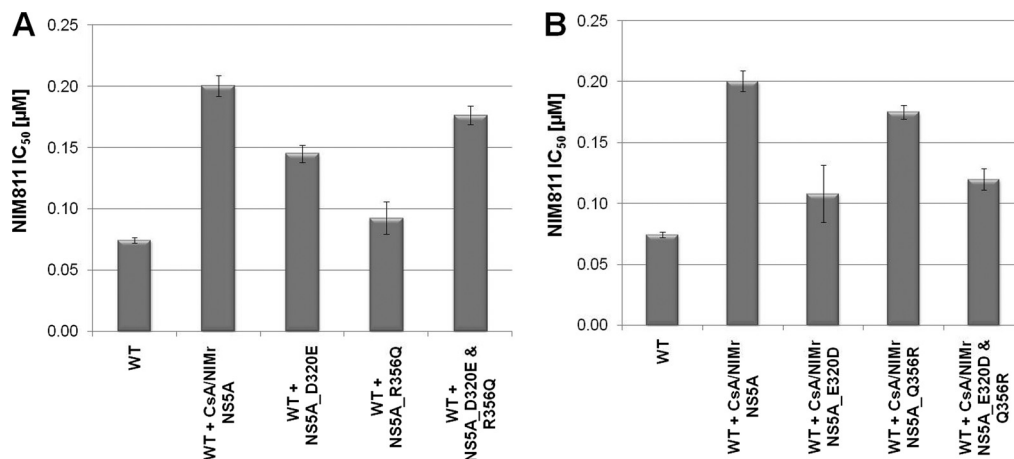 A
NIM811 IC50 [µM]
0.25
0.20
0.15
0.10
0.05
0.00
WT
WT + CsA/NIMr
NS5A
WT +
NS5A_D320E
WT +
NS5A_R356Q
WT +
NS5A_D320E &
R356Q
B
NIM811 IC50 [µM]
0.25
0.20
0.15
0.10
0.05
0.00
WT
WT + CsA/NIMr
NS5A
WT + CsA/NIMr
NS5A_E320D
WT + CsA/NIMr
NS5A_Q356R
WT + CsA/NIMr
NS5A_E320D &
Q356R